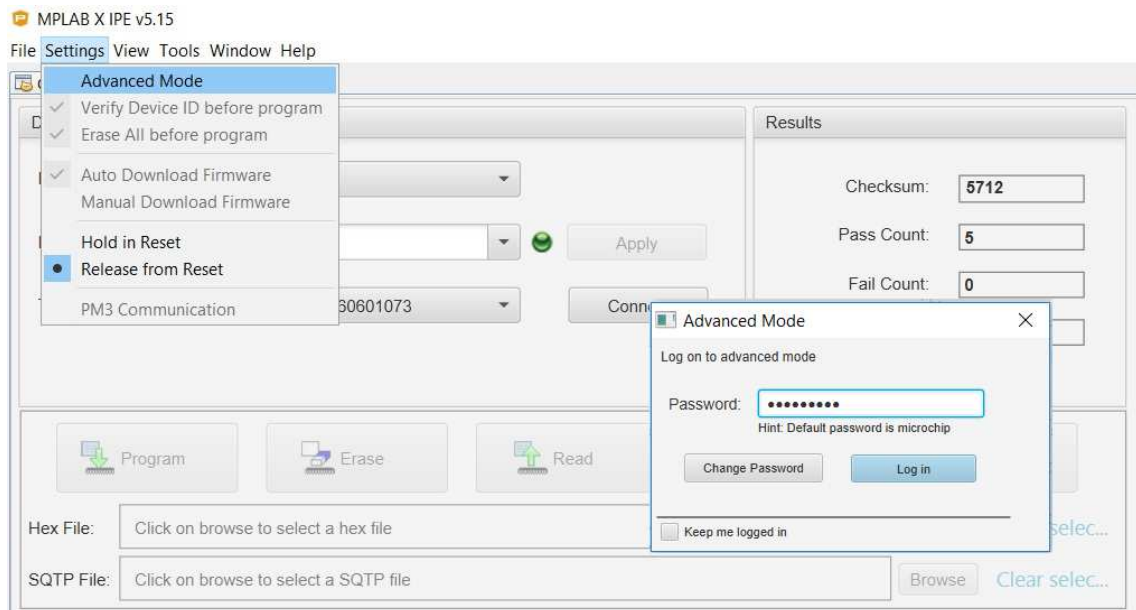 MPLAB X IPE v5.15
File Settings View Tools Window Help
Advanced Mode
Verify Device ID before program
Erase All before program
Auto Download Firmware
Manual Download Firmware
Hold in Reset
Release from Reset
PM3 Communication
60601073
Apply
Results
Checksum: 5712
Pass Count: 5
Fail Count: 0
Advanced Mode
Log on to advanced mode
Password: •••••••••
Hint: Default password is microchip
Change Password Log in
Keep me logged in
Program Erase Read
Hex File: Click on browse to select a hex file selec...
SQTP File: Click on browse to select a SQTP file Browse Clear selec...